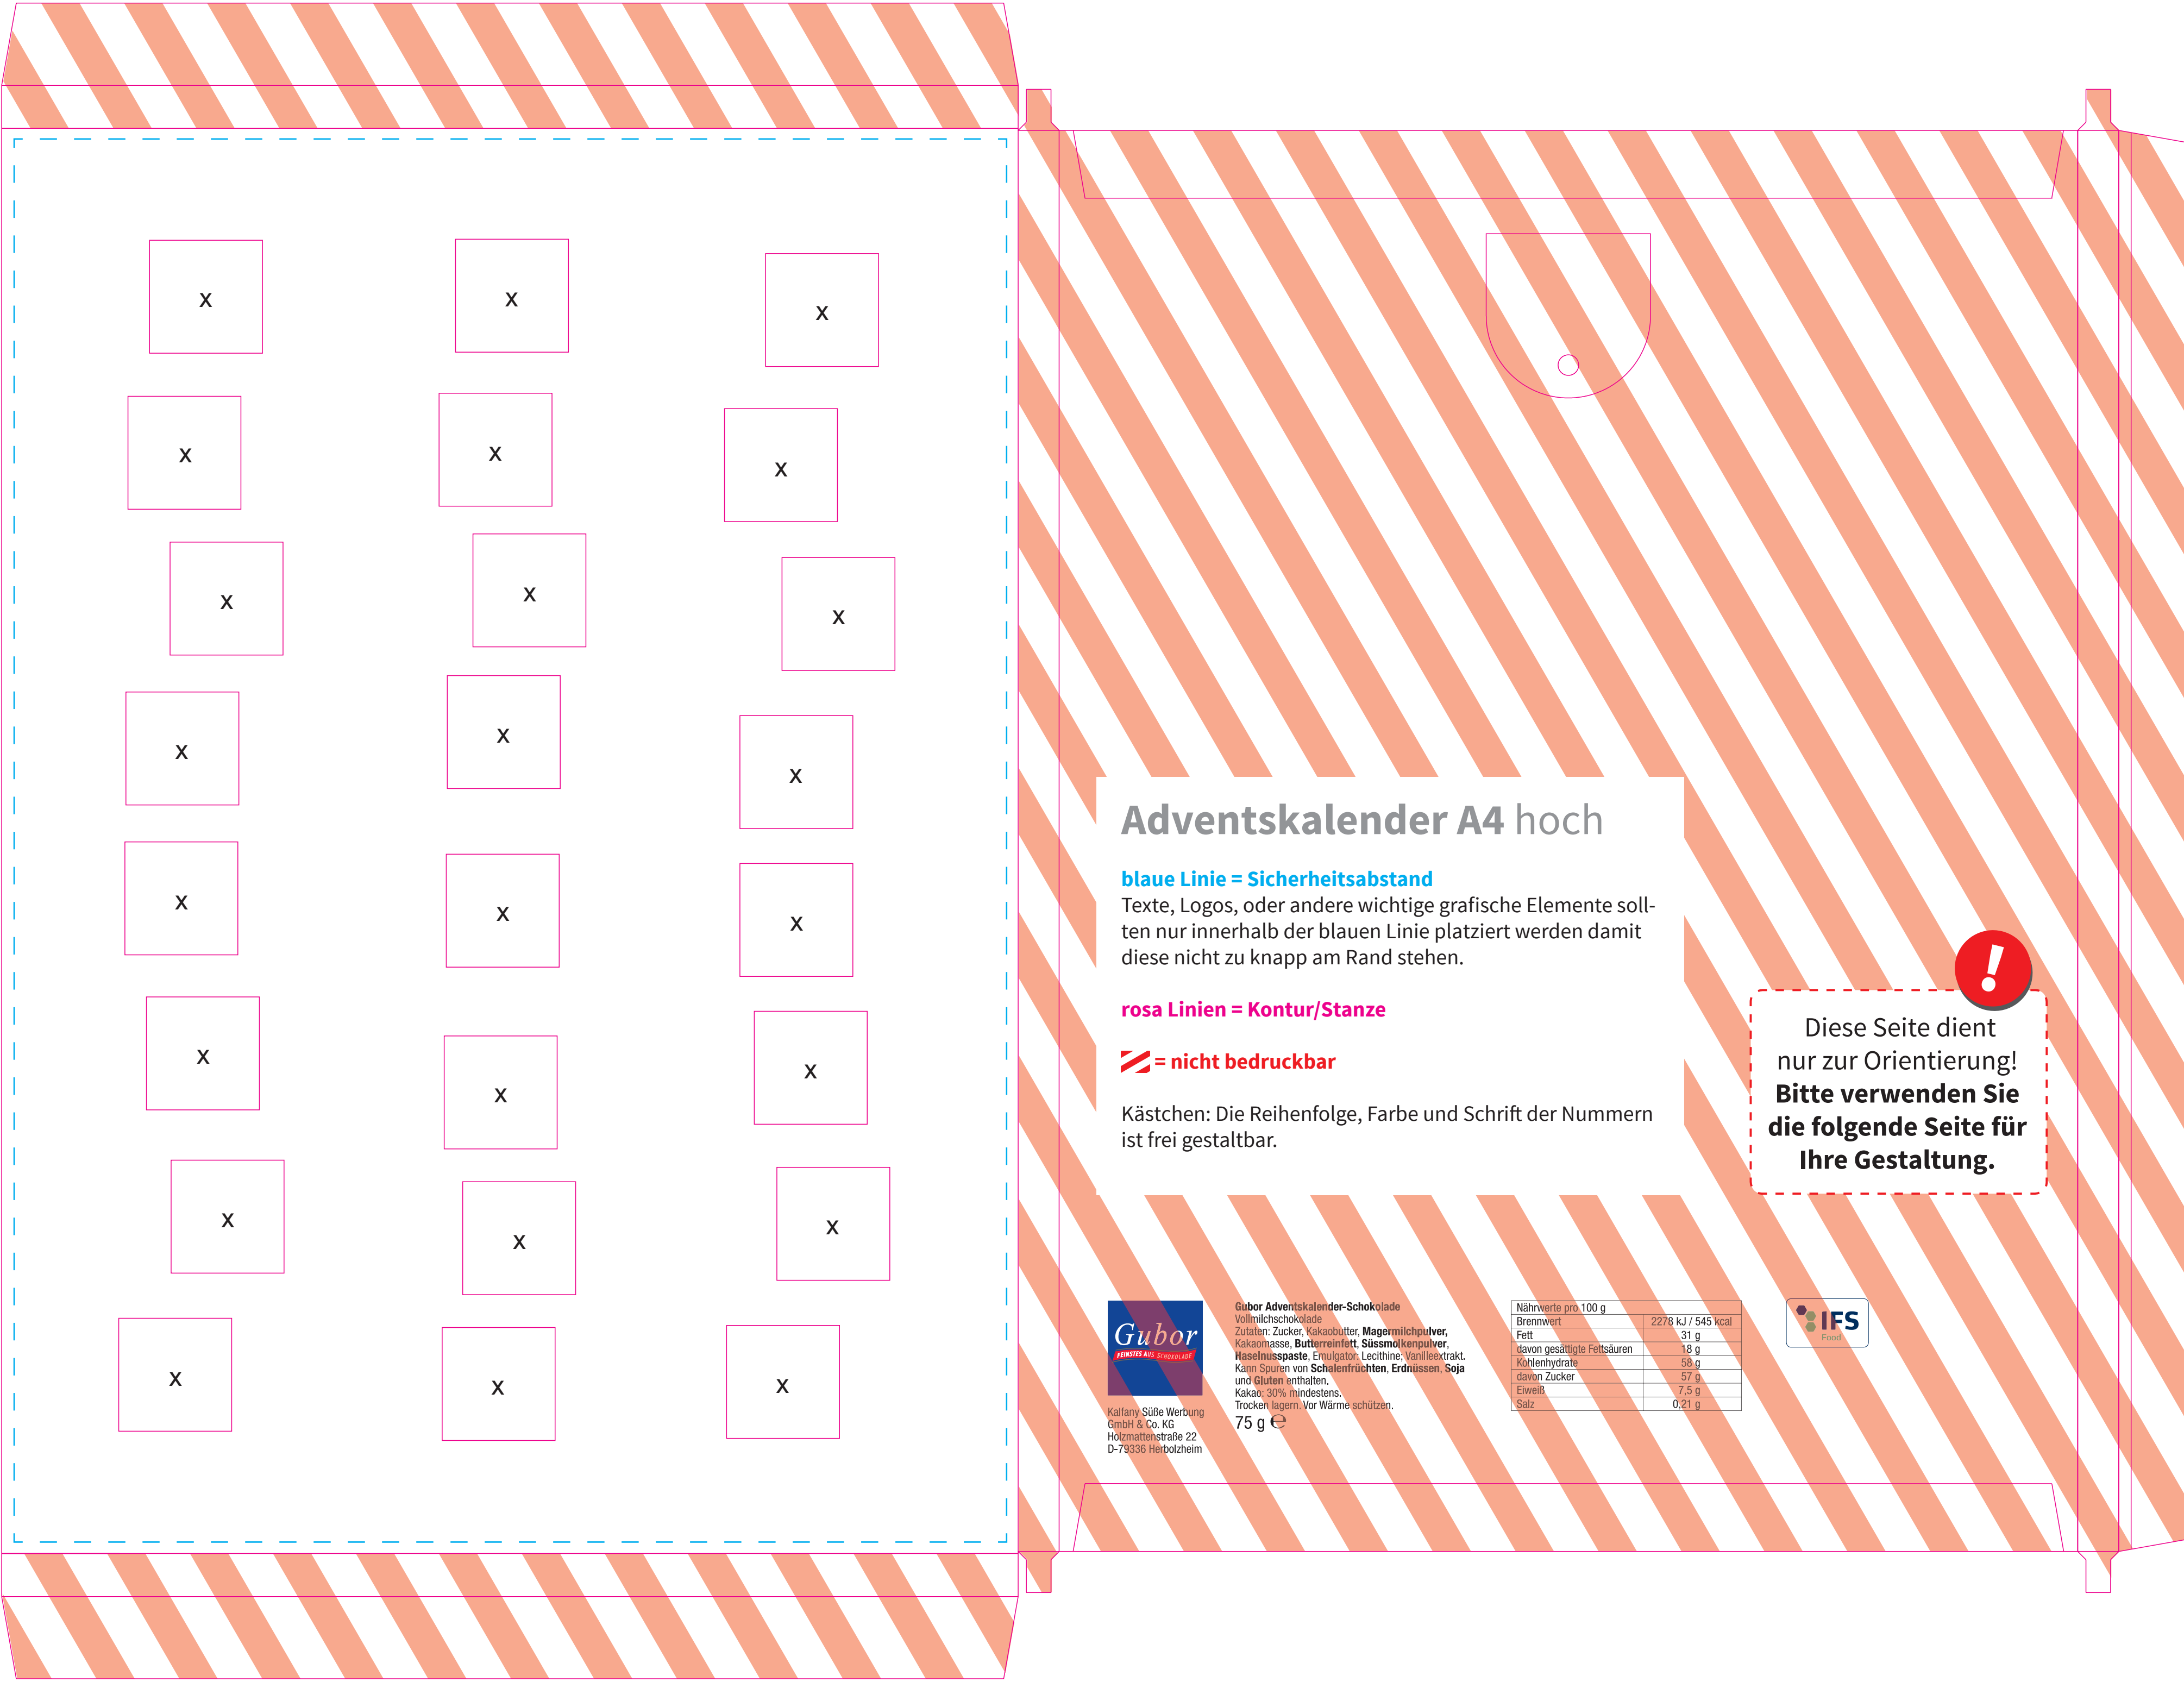 x x x
x x x
x x x
x x x
x x x
x x x
x x x
x x x
Adventskalender A4 hoch
blaue Linie = Sicherheitsabstand
Texte, Logos, oder andere wichtige grafische Elemente soll-
ten nur innerhalb der blauen Linie platziert werden damit
diese nicht zu knapp am Rand stehen.
rosa Linien = Kontur/Stanze
= nicht bedruckbar
Kästchen: Die Reihenfolge, Farbe und Schrift der Nummern
ist frei gestaltbar.
!
Diese Seite dient
nur zur Orientierung!
Bitte verwenden Sie
die folgende Seite für
Ihre Gestaltung.
Gubor
FEINSTES AUS SCHOKOLADE
Kalfany Süße Werbung
GmbH & Co. KG
Holzmattenstraße 22
D-79336 Herbolzheim
Gubor Adventskalender-Schokolade
Vollmilchschokolade
Zutaten: Zucker, Kakaobutter, Magermilchpulver,
Kakaomasse, Butterreinfett, Süssmolkenpulver,
Haselnusspaste, Emulgator: Lecithine; Vanilleextrakt.
Kann Spuren von Schalenfrüchten, Erdnüssen, Soja
und Gluten enthalten.
Kakao: 30% mindestens.
Trocken lagern. Vor Wärme schützen.
75 g ℮
Nährwerte pro 100 g
Brennwert 2278 kJ / 545 kcal
Fett 31 g
davon gesättigte Fettsäuren 18 g
Kohlenhydrate 58 g
davon Zucker 57 g
Eiweiß 7,5 g
Salz 0,21 g
IFS
Food